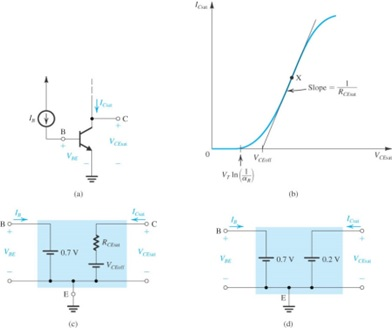 I_Csat
I_B
B
C
I_Csat
V_BE
V_CEsat
+
−
+
−
(a)
X
Slope = 1/R_CEsat
0
V_CEoff
V_CEsat
V_T ln(1/α_R)
(b)
B
I_B
I_Csat
C
+
+
R_CEsat
V_BE
0.7 V
V_CEsat
V_CEoff
−
−
E
(c)
B
I_B
I_Csat
C
+
+
V_BE
0.7 V
0.2 V
V_CEsat
−
−
E
(d)